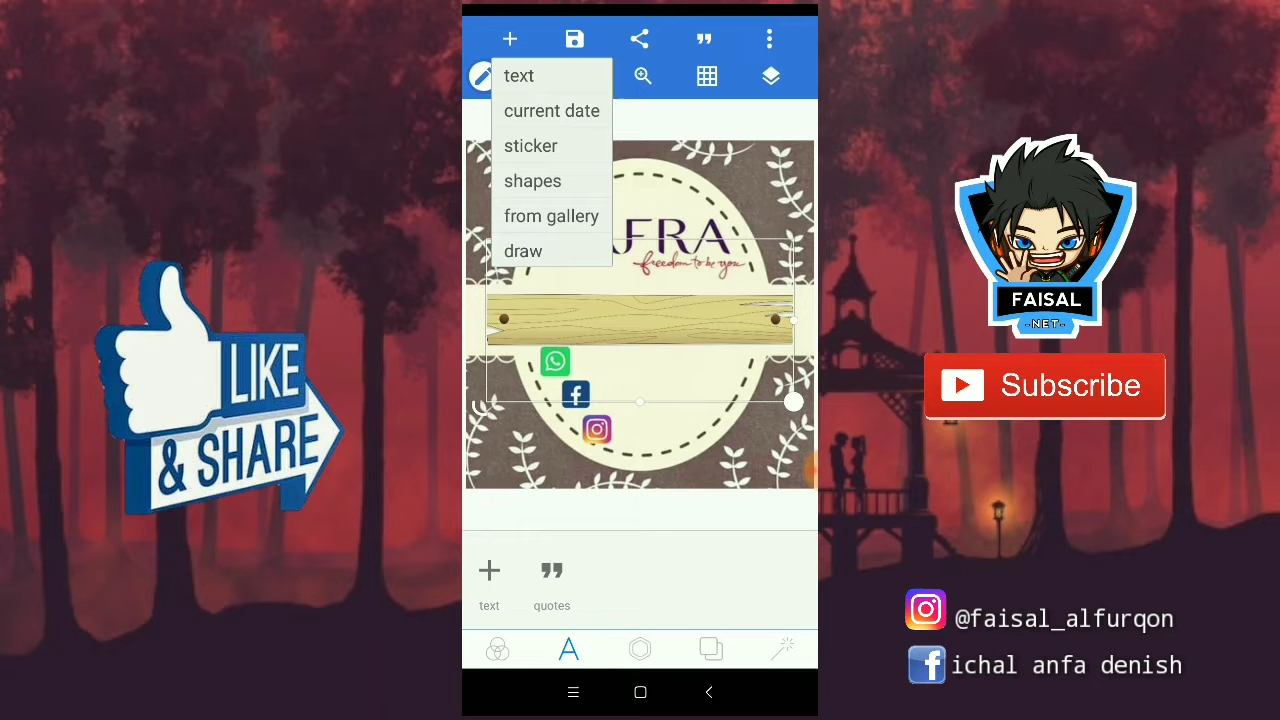 LIKE
& SHARE
text
current date
sticker
shapes
from gallery
draw
FRA
freedom to be you
text
quotes
FAISAL
-NET-
Subscribe
@faisal_alfurqon
ichal anfa denish